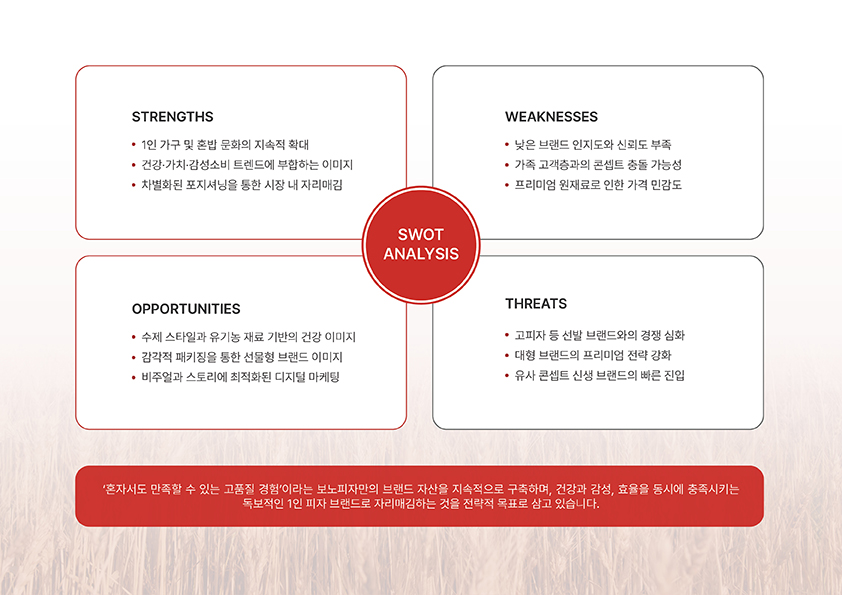 STRENGTHS
• 1인 가구 및 혼밥 문화의 지속적 확대
• 건강·가치·감성소비 트렌드에 부합하는 이미지
• 차별화된 포지셔닝을 통한 시장 내 자리매김
WEAKNESSES
• 낮은 브랜드 인지도와 신뢰도 부족
• 가족 고객층과의 콘셉트 충돌 가능성
• 프리미엄 원재료로 인한 가격 민감도
SWOT
ANALYSIS
OPPORTUNITIES
• 수제 스타일과 유기농 재료 기반의 건강 이미지
• 감각적 패키징을 통한 선물형 브랜드 이미지
• 비주얼과 스토리에 최적화된 디지털 마케팅
THREATS
• 고피자 등 선발 브랜드와의 경쟁 심화
• 대형 브랜드의 프리미엄 전략 강화
• 유사 콘셉트 신생 브랜드의 빠른 진입
‘혼자서도 만족할 수 있는 고품질 경험’이라는 보노피자만의 브랜드 자산을 지속적으로 구축하며, 건강과 감성, 효율을 동시에 충족시키는
독보적인 1인 피자 브랜드로 자리매김하는 것을 전략적 목표로 삼고 있습니다.